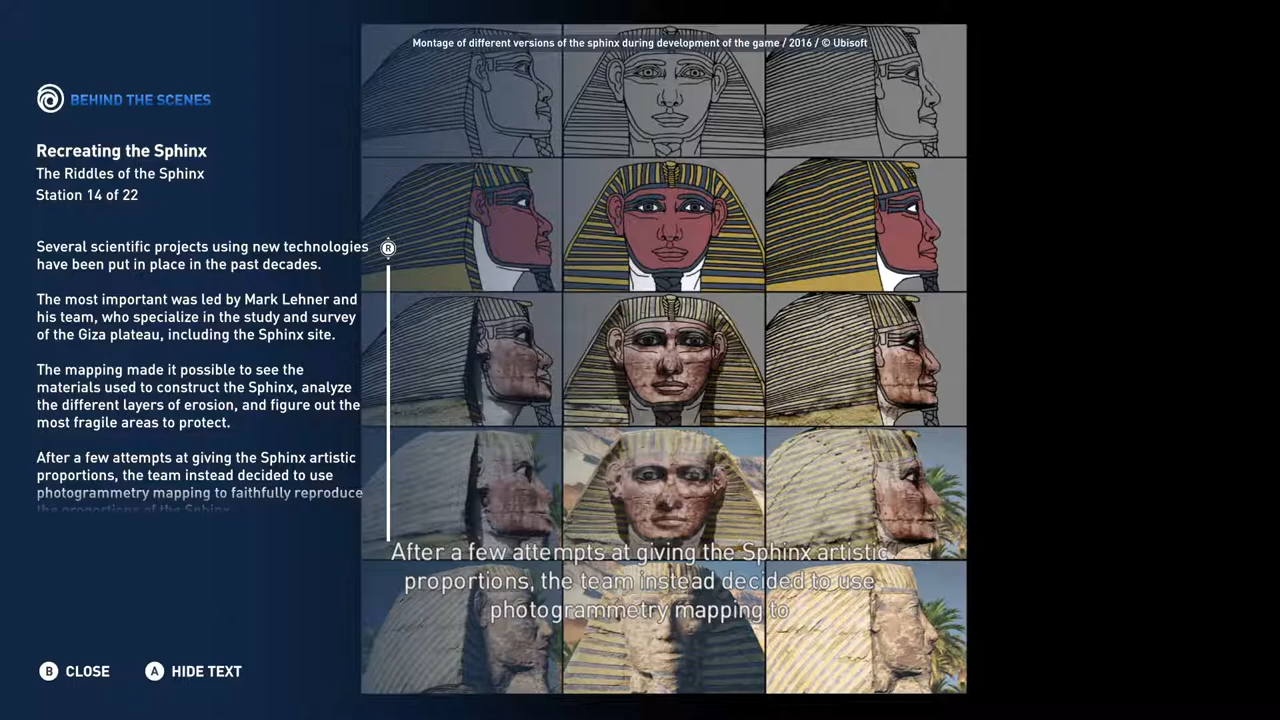 Montage of different versions of the sphinx during development of the game / 2016 / © Ubisoft
BEHIND THE SCENES
Recreating the Sphinx
The Riddles of the Sphinx
Station 14 of 22
Several scientific projects using new technologies
have been put in place in the past decades.
The most important was led by Mark Lehner and
his team, who specialize in the study and survey
of the Giza plateau, including the Sphinx site.
The mapping made it possible to see the
materials used to construct the Sphinx, analyze
the different layers of erosion, and figure out the
most fragile areas to protect.
After a few attempts at giving the Sphinx artistic
proportions, the team instead decided to use
photogrammetry mapping to faithfully reproduce
the proportions of the Sphinx.
R
After a few attempts at giving the Sphinx artistic
proportions, the team instead decided to use
photogrammetry mapping to
B CLOSE A HIDE TEXT